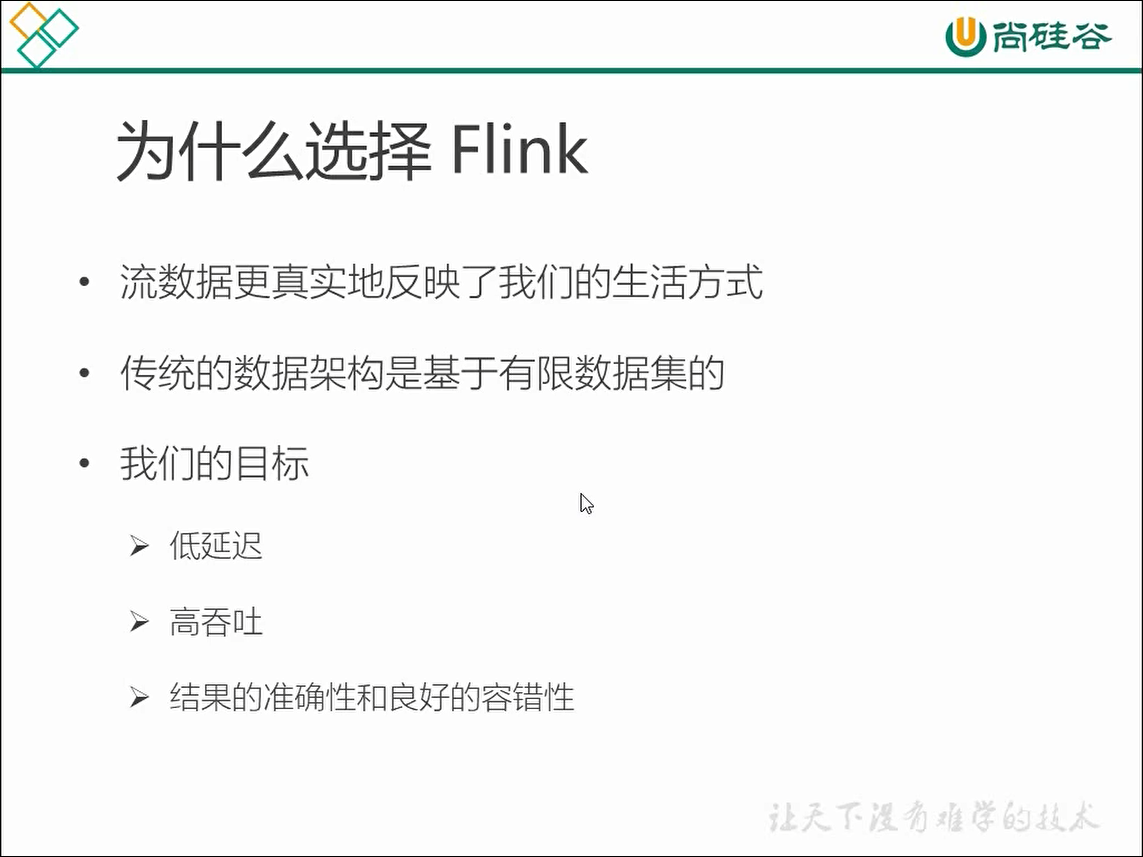 尚硅谷
为什么选择 Flink
• 流数据更真实地反映了我们的生活方式
• 传统的数据架构是基于有限数据集的
• 我们的目标
➢ 低延迟
➢ 高吞吐
➢ 结果的准确性和良好的容错性
让天下没有难学的技术